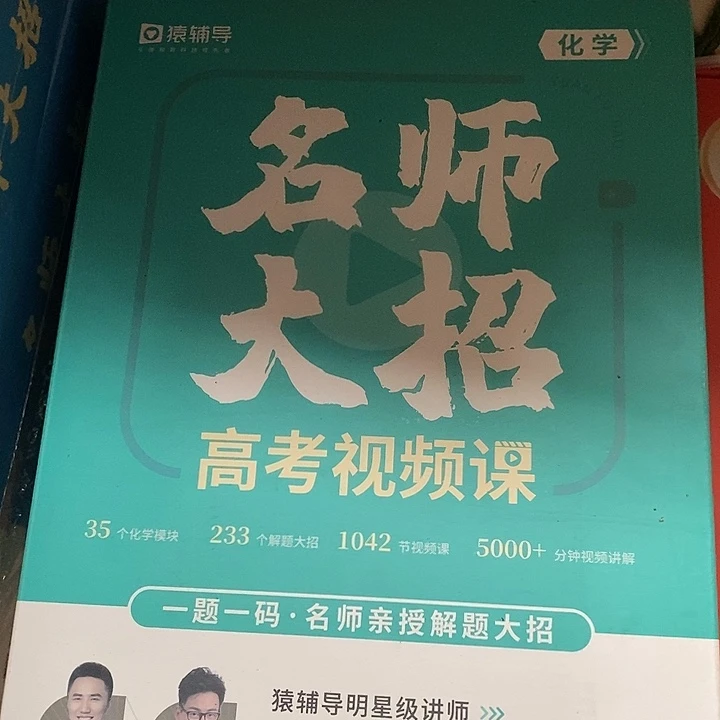 猿辅导
化学
名师
大招
高考视频课
35 个化学模块 233 个解题大招 1042 节视频课 5000+ 分钟视频讲解
一题一码·名师亲授解题大招
猿辅导明星级讲师